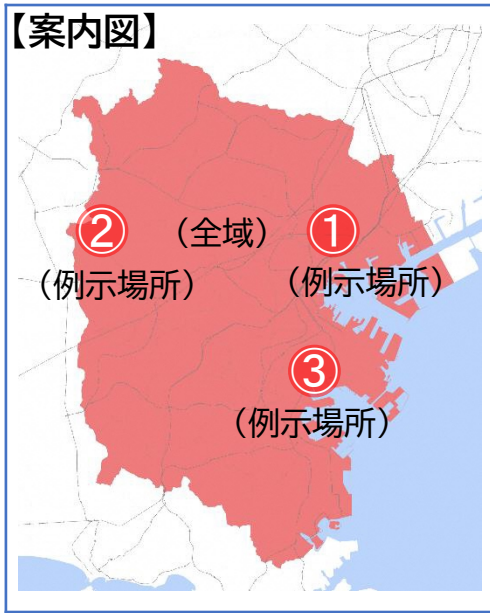 【案内図】
② （全域） ①
（例示場所） （例示場所）
③
（例示場所）